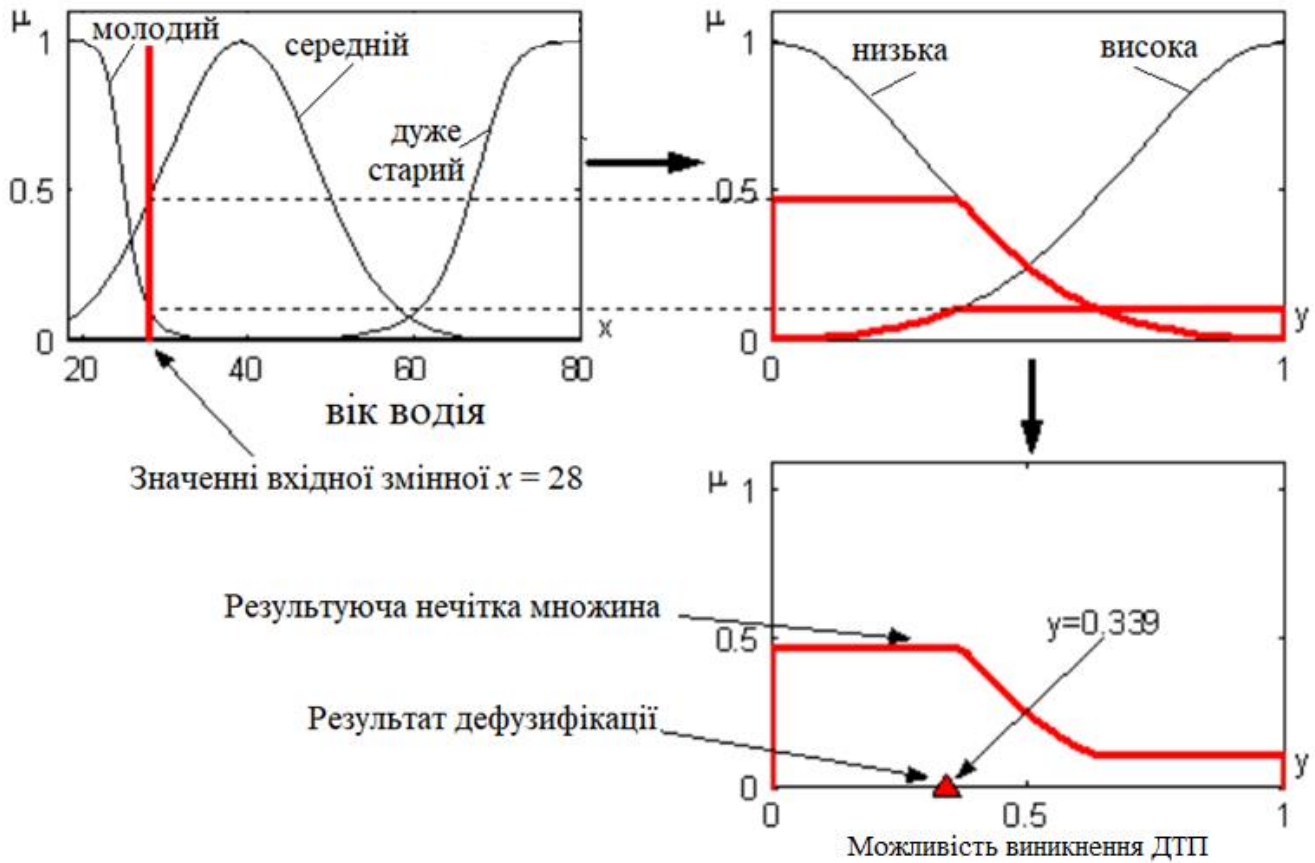 μ
молодий
1
середній
дуже
старий
0.5
0
x
20
40
60
80
вік водія
Значенні вхідної змінної x = 28
μ
1
низька
висока
0.5
0
y
0
1
μ
1
Результуюча нечітка множина
0.5
y=0.339
Результат дефузифікації
0
y
0
0.5
1
Можливість виникнення ДТП